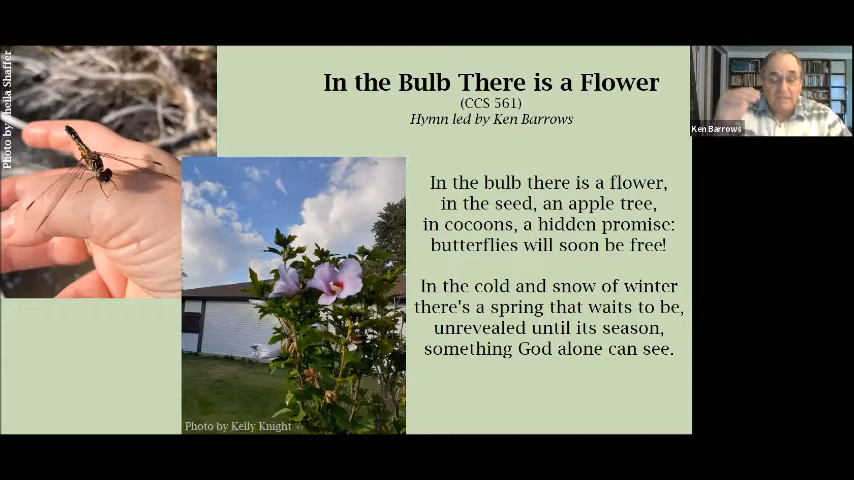 In the Bulb There is a Flower
(CCS 561)
Hymn led by Ken Barrows
In the bulb there is a flower,
in the seed, an apple tree,
in cocoons, a hidden promise:
butterflies will soon be free!
In the cold and snow of winter
there's a spring that waits to be,
unrevealed until its season,
something God alone can see.
Photo by Sheila Shaffer
Photo by Kelly Knight
Ken Barrows